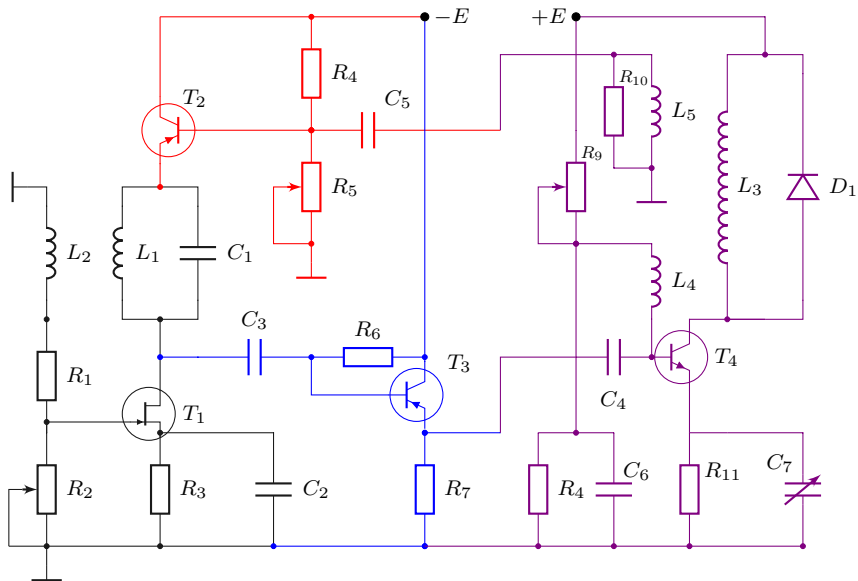 −E
+E
R₄
R₁₀
T₂
C₅
L₅
R₉
R₅
L₃
D₁
L₂
L₁
C₁
L₄
C₃
R₆
T₃
T₄
R₁
C₄
T₁
R₂
R₃
C₂
R₇
R₄
C₆
R₁₁
C₇